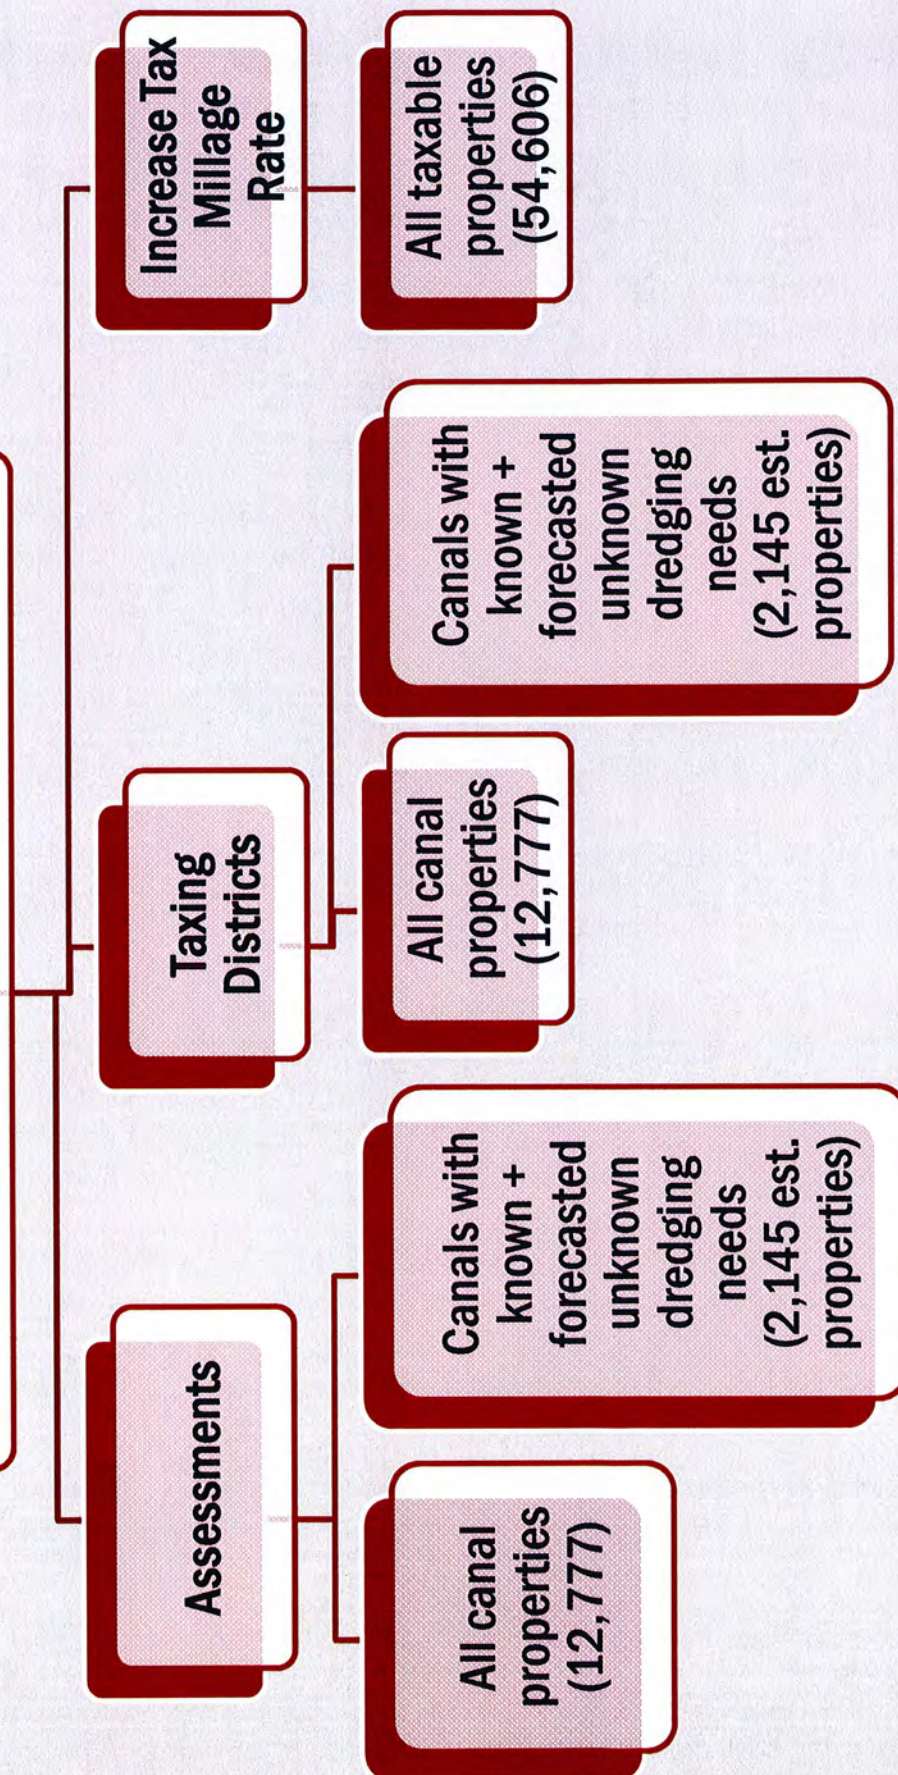 Assessments
All canal
properties
(12,777)
Canals with
known +
forecasted
unknown
dredging
needs
(2,145 est.
properties)
Taxing
Districts
All canal
properties
(12,777)
Canals with
known +
forecasted
unknown
dredging
needs
(2,145 est.
properties)
Increase Tax
Millage
Rate
All taxable
properties
(54,606)